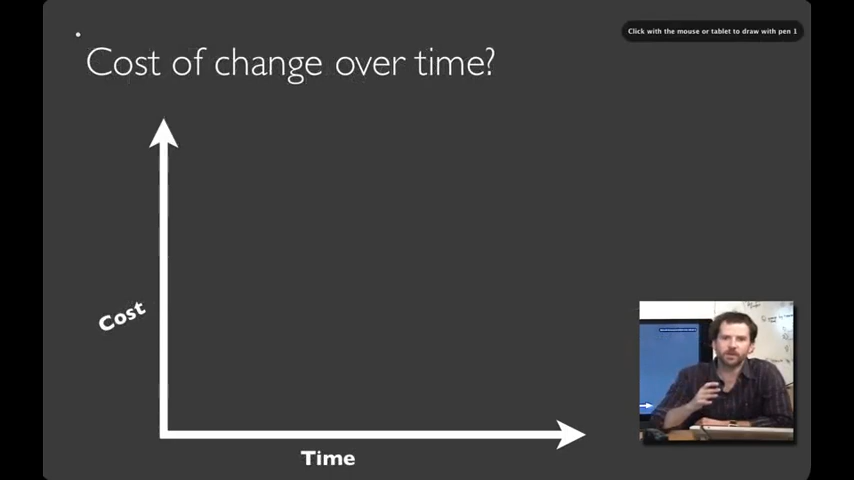 Click with the mouse or tablet to draw with pen 1
Cost of change over time?
Cost
Time